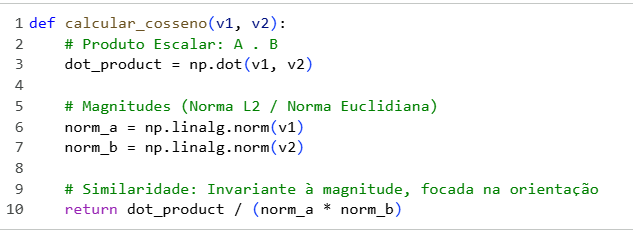 1 def calcular_cosseno(v1, v2):
2     # Produto Escalar: A . B
3     dot_product = np.dot(v1, v2)
4
5     # Magnitudes (Norma L2 / Norma Euclidiana)
6     norm_a = np.linalg.norm(v1)
7     norm_b = np.linalg.norm(v2)
8
9     # Similaridade: Invariante à magnitude, focada na orientação
10     return dot_product / (norm_a * norm_b)